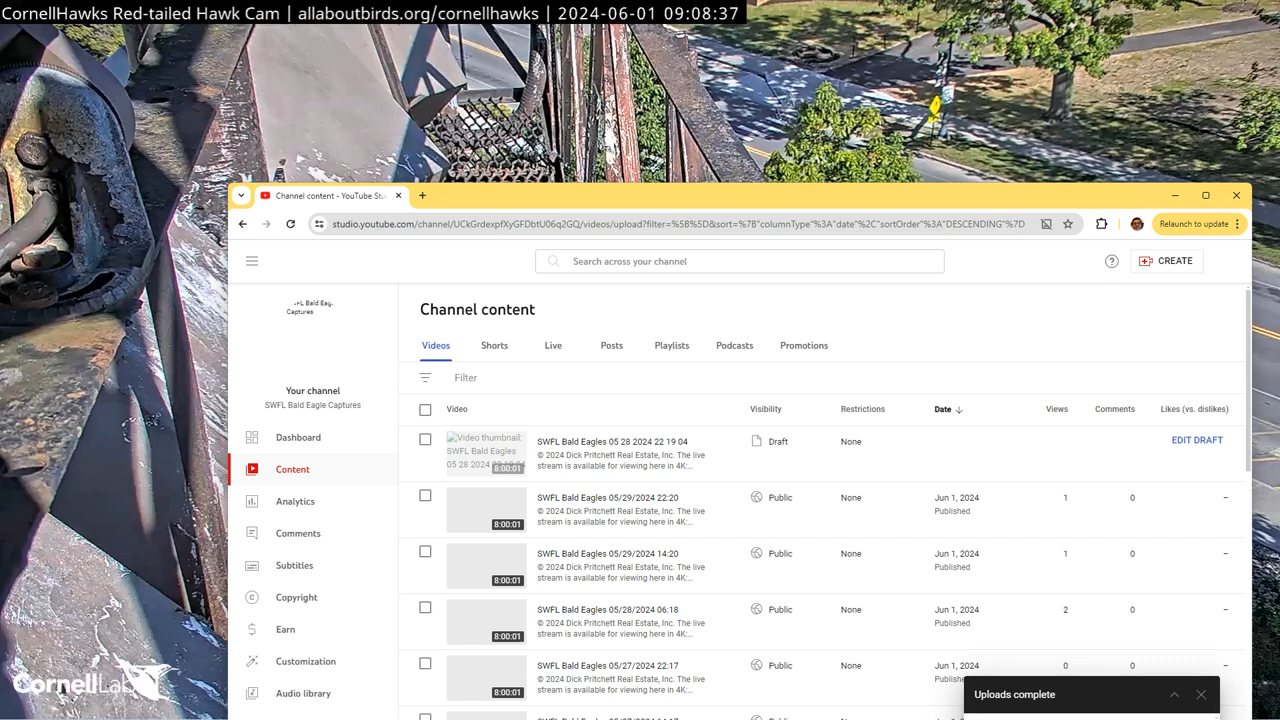 CornellHawks Red-tailed Hawk Cam | allaboutbirds.org/cornellhawks | 2024-06-01 09:08:37
Channel content - YouTube Stu
studio.youtube.com/channel/UCkGrdexpfXyGFDbtU06q2GQ/videos/upload?filter=%5B%5D&sort=%7B"columnType"%3A"date"%2C"sortOrder"%3A"DESCENDING"%7D
Relaunch to update
Search across your channel
CREATE
SWFL Bald Eag
Captures
Your channel
SWFL Bald Eagle Captures
Dashboard
Content
Analytics
Comments
Subtitles
Copyright
Earn
Customization
Audio library
Channel content
Videos Shorts Live Posts Playlists Podcasts Promotions
Filter
Video Visibility Restrictions Date Views Comments Likes (vs. dislikes)
Video thumbnail:
SWFL Bald Eagles
05 28 2024 22
8:00:01
SWFL Bald Eagles 05 28 2024 22 19 04
© 2024 Dick Pritchett Real Estate, Inc. The live
stream is available for viewing here in 4K:...
Draft None EDIT DRAFT
8:00:01
SWFL Bald Eagles 05/29/2024 22:20
© 2024 Dick Pritchett Real Estate, Inc. The live
stream is available for viewing here in 4K:...
Public None Jun 1, 2024 1 0 –
Published
8:00:01
SWFL Bald Eagles 05/29/2024 14:20
© 2024 Dick Pritchett Real Estate, Inc. The live
stream is available for viewing here in 4K:...
Public None Jun 1, 2024 1 0 –
Published
8:00:01
SWFL Bald Eagles 05/28/2024 06:18
© 2024 Dick Pritchett Real Estate, Inc. The live
stream is available for viewing here in 4K:...
Public None Jun 1, 2024 2 0 –
Published
8:00:01
SWFL Bald Eagles 05/27/2024 22:17
© 2024 Dick Pritchett Real Estate, Inc. The live
stream is available for viewing here in 4K:...
Public None Jun 1, 2024 0 0 –
Publishe
Uploads complete
CornellLab